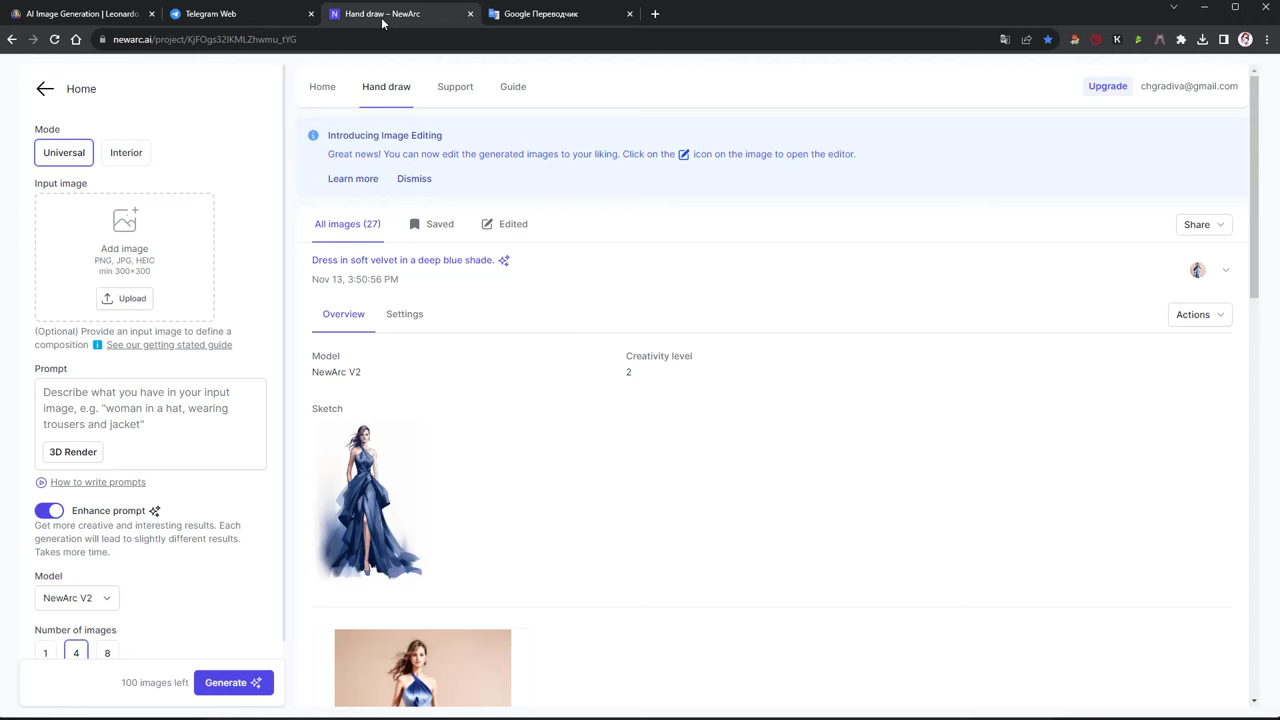 AI Image Generation | Leonardo
Telegram Web
Hand draw – NewArc
Google Переводчик
newarc.ai/project/KjFOgs32IKMLZhwmu_tYG
Home
Mode
Universal
Interior
Input image
Add image
PNG, JPG, HEIC
min 300×300
Upload
(Optional) Provide an input image to define a
composition See our getting stated guide
Prompt
Describe what you have in your input
image, e.g. "woman in a hat, wearing
trousers and jacket"
3D Render
How to write prompts
Enhance prompt
Get more creative and interesting results. Each
generation will lead to slightly different results.
Takes more time.
Model
NewArc V2
Number of images
1 4 8
100 images left
Generate
Home
Hand draw
Support
Guide
Upgrade
chgradiva@gmail.com
Introducing Image Editing
Great news! You can now edit the generated images to your liking. Click on the icon on the image to open the editor.
Learn more
Dismiss
All images (27)
Saved
Edited
Share
Dress in soft velvet in a deep blue shade.
Nov 13, 3:50:56 PM
Overview
Settings
Actions
Model
NewArc V2
Creativity level
2
Sketch